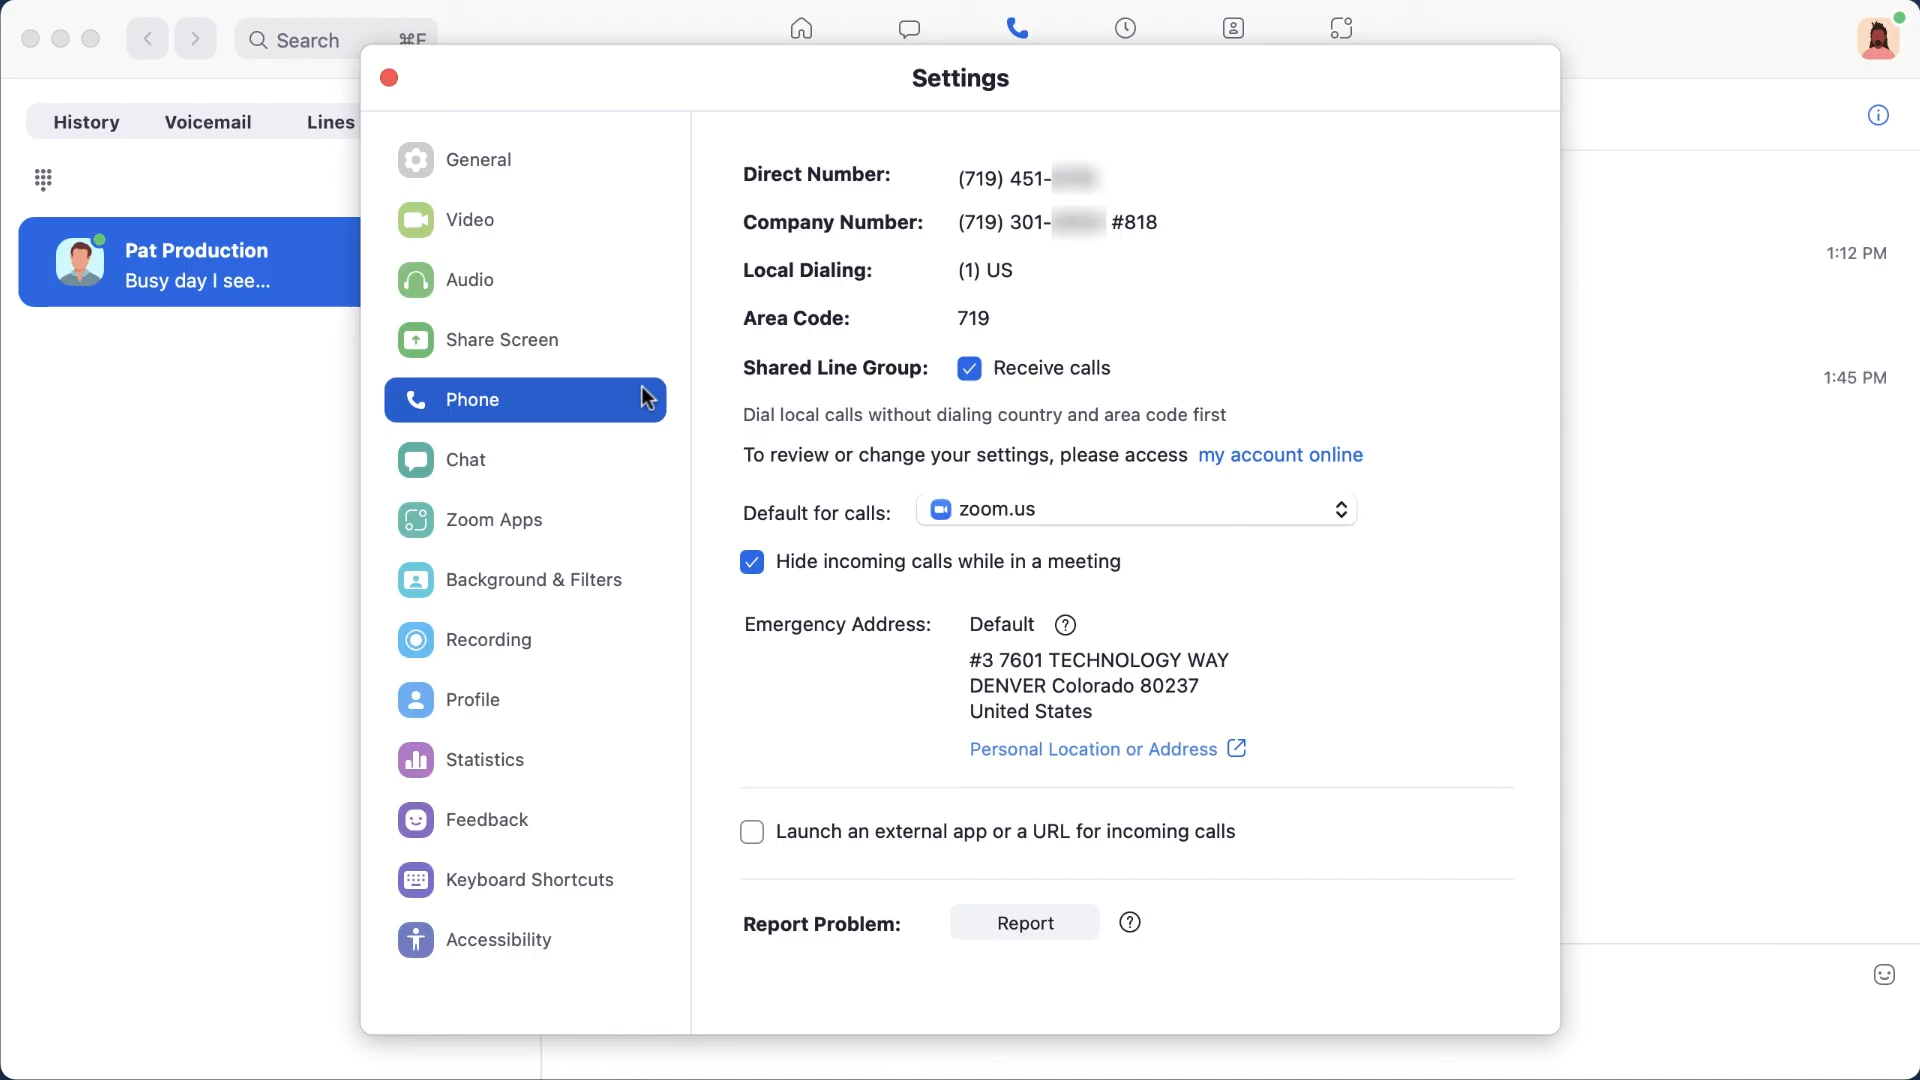 Search ⌘F
Settings
History Voicemail Lines
Pat Production
Busy day I see...
General
Video
Audio
Share Screen
Phone
Chat
Zoom Apps
Background & Filters
Recording
Profile
Statistics
Feedback
Keyboard Shortcuts
Accessibility
Direct Number: (719) 451-
Company Number: (719) 301- #818
Local Dialing: (1) US
Area Code: 719
Shared Line Group: Receive calls
Dial local calls without dialing country and area code first
To review or change your settings, please access my account online
Default for calls: zoom.us
Hide incoming calls while in a meeting
Emergency Address: Default
#3 7601 TECHNOLOGY WAY
DENVER Colorado 80237
United States
Personal Location or Address
Launch an external app or a URL for incoming calls
Report Problem: Report
1:12 PM
1:45 PM